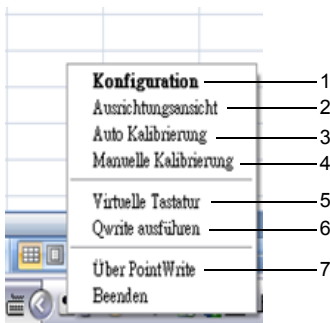 Konfiguration 1
Ausrichtungsansicht 2
Auto Kalibrierung 3
Manuelle Kalibrierung 4
Virtuelle Tastatur 5
Qwrite ausführen 6
Über PointWrite 7
Beenden